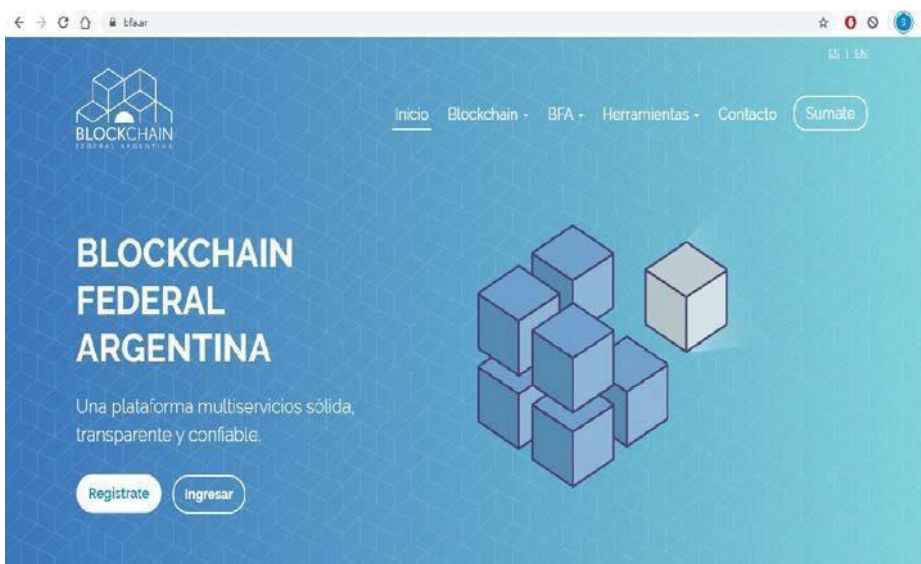 bfa.ar
ES | EN
BLOCKCHAIN
FEDERAL ARGENTINA
Inicio Blockchain BFA Herramientas Contacto Sumate
BLOCKCHAIN
FEDERAL
ARGENTINA
Una plataforma multiservicios sólida,
transparente y confiable.
Registrate Ingresar